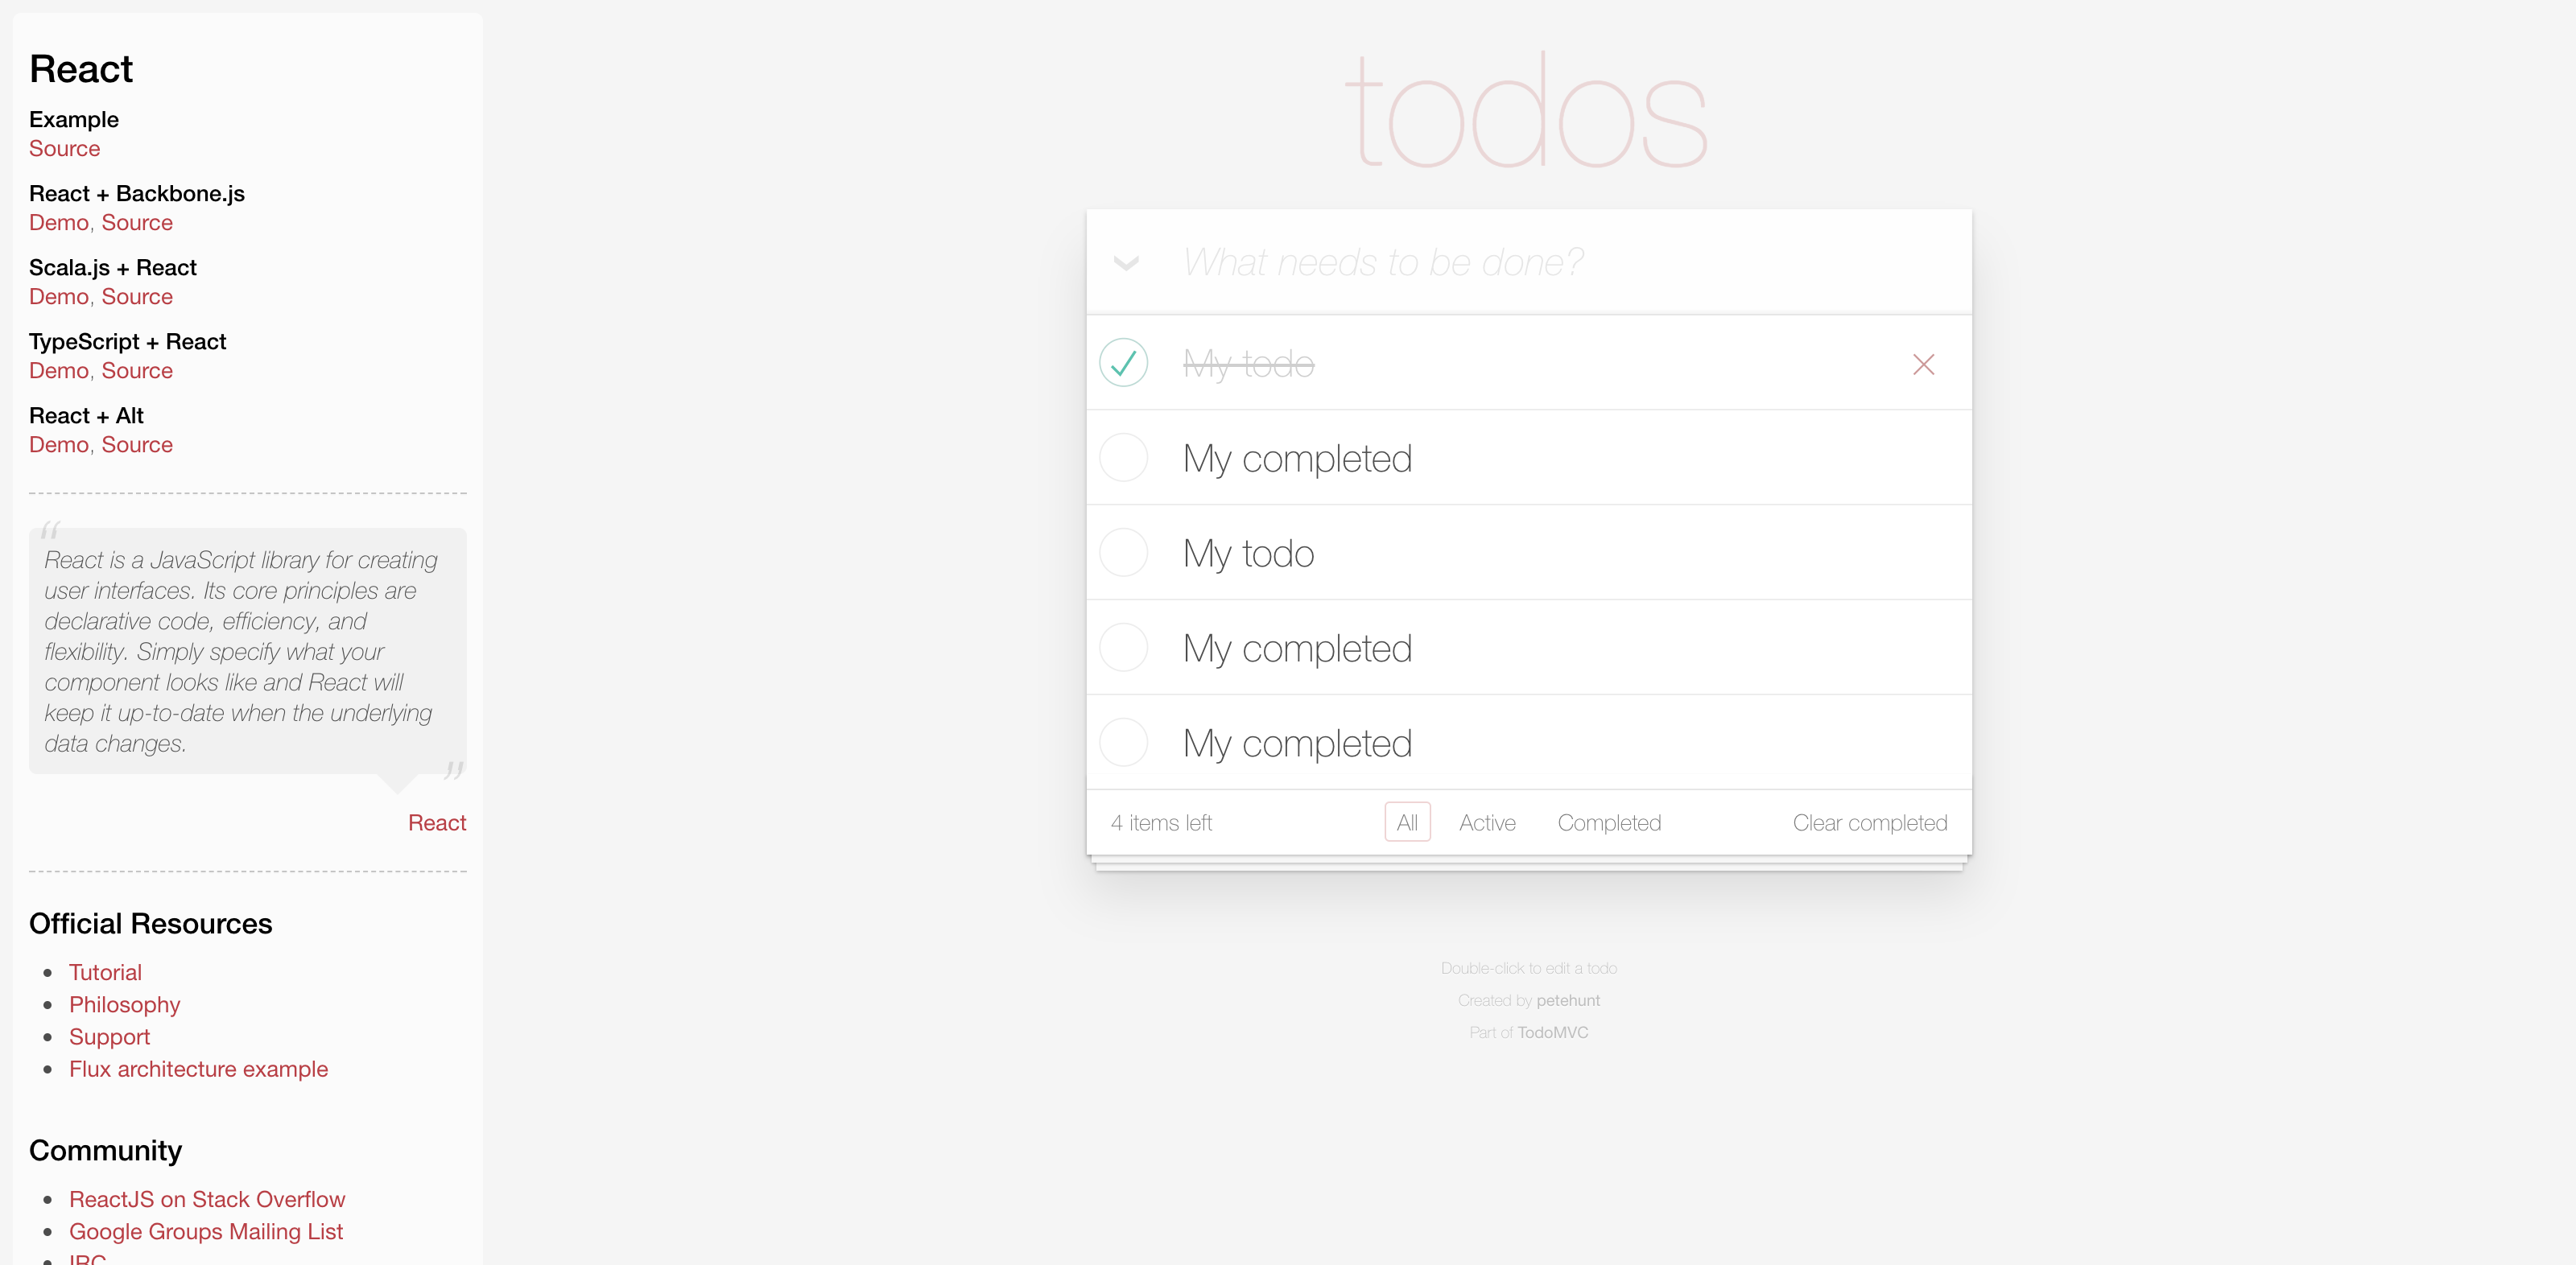 React
Example
Source
React + Backbone.js
Demo, Source
Scala.js + React
Demo, Source
TypeScript + React
Demo, Source
React + Alt
Demo, Source
“
React is a JavaScript library for creating
user interfaces. Its core principles are
declarative code, efficiency, and
flexibility. Simply specify what your
component looks like and React will
keep it up-to-date when the underlying
data changes.
”
React
Official Resources
• Tutorial
• Philosophy
• Support
• Flux architecture example
Community
• ReactJS on Stack Overflow
• Google Groups Mailing List
• IRC
todos
What needs to be done?
My todo
My completed
My todo
My completed
My completed
4 items left All Active Completed Clear completed
Double-click to edit a todo
Created by petehunt
Part of TodoMVC